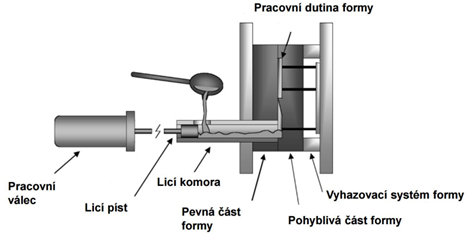 Pracovní dutina formy
Pracovní
válec
Licí píst
Licí komora
Pevná část
formy
Pohyblivá část formy
Vyhazovací systém formy